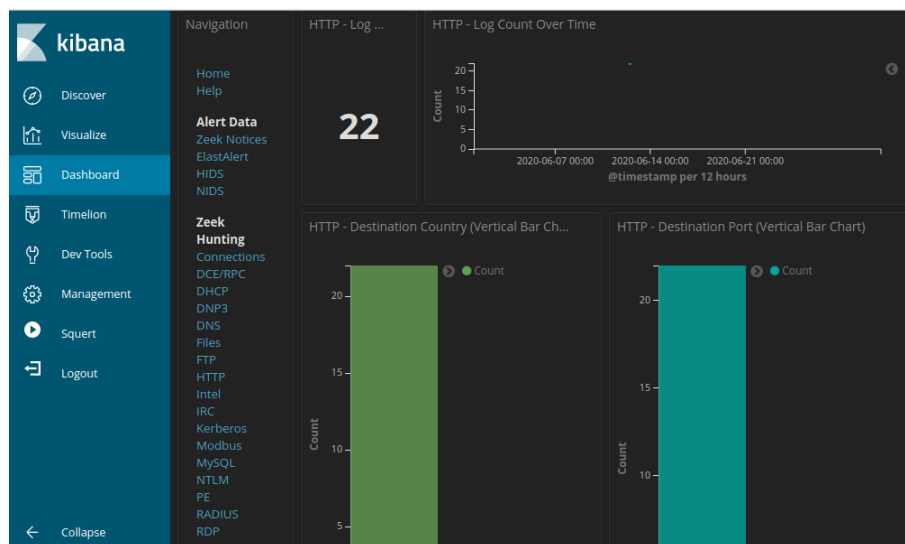 kibana
Discover
Visualize
Dashboard
Timelion
Dev Tools
Management
Squert
Logout
Collapse
Navigation
Home
Help
Alert Data
Zeek Notices
ElastAlert
HIDS
NIDS
Zeek
Hunting
Connections
DCE/RPC
DHCP
DNP3
DNS
Files
FTP
HTTP
Intel
IRC
Kerberos
Modbus
MySQL
NTLM
PE
RADIUS
RDP
HTTP - Log ...
22
HTTP - Log Count Over Time
20
15
10
5
0
Count
2020-06-07 00:00 2020-06-14 00:00 2020-06-21 00:00
@timestamp per 12 hours
HTTP - Destination Country (Vertical Bar Ch...
Count
20
15
10
5
Count
HTTP - Destination Port (Vertical Bar Chart)
Count
20
15
10
Count